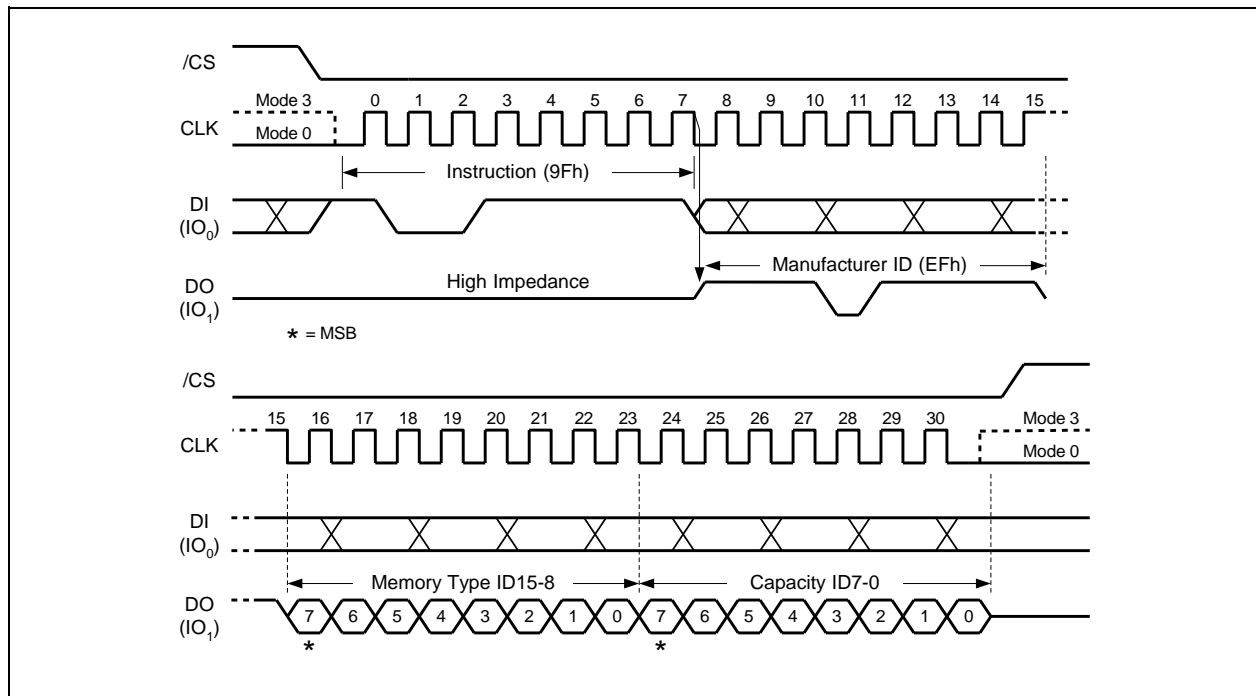 /CS
Mode 3 0 1 2 3 4 5 6 7 8 9 10 11 12 13 14 15
CLK
Mode 0
Instruction (9Fh)
DI
(IO0)
Manufacturer ID (EFh)
High Impedance
DO
(IO1)
* = MSB
/CS
15 16 17 18 19 20 21 22 23 24 25 26 27 28 29 30 Mode 3
CLK
Mode 0
DI
(IO0)
Memory Type ID15-8 Capacity ID7-0
DO
(IO1)
7 6 5 4 3 2 1 0 7 6 5 4 3 2 1 0
* *